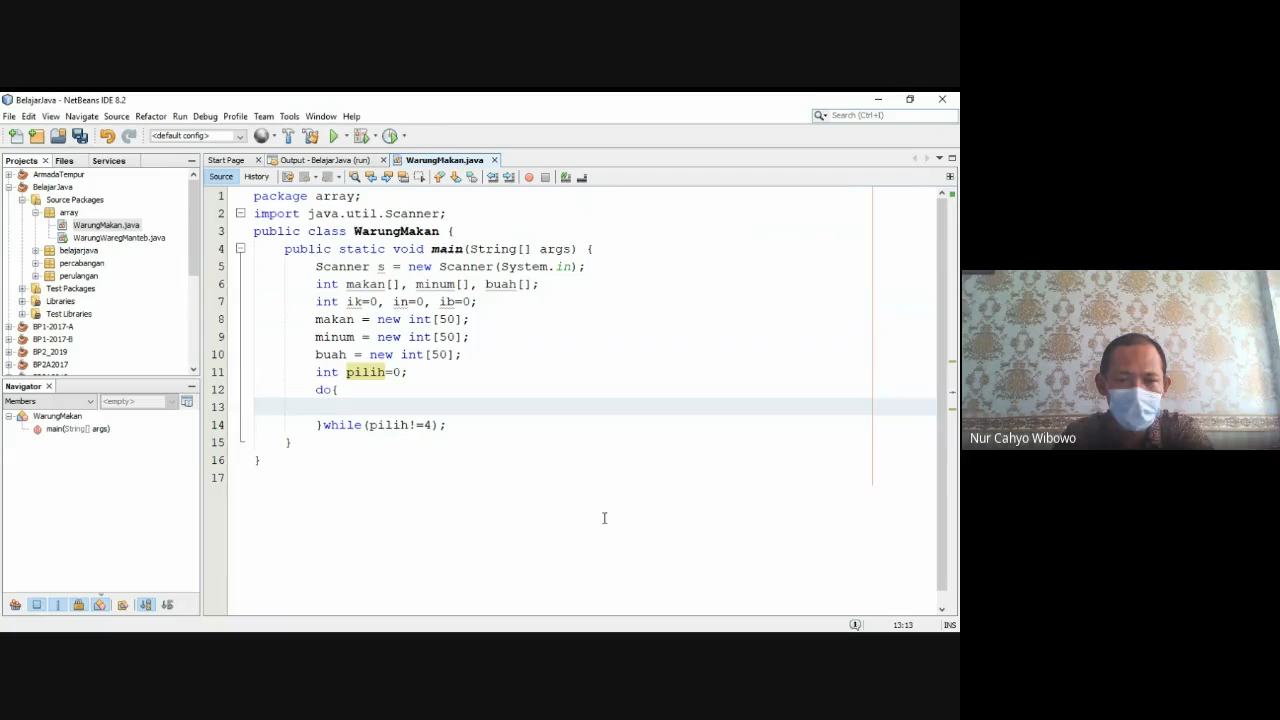 BelajarJava - NetBeans IDE 8.2
File Edit View Navigate Source Refactor Run Debug Profile Team Tools Window Help
Search (Ctrl+I)
<default config>
Projects Files Services
Start Page Output - BelajarJava (run) WarungMakan.java
Source History
ArmadaTempur
BelajarJava
Source Packages
array
WarungMakan.java
WarungWaregManteb.java
belajarjava
percabangan
perulangan
Test Packages
Libraries
Test Libraries
BP1-2017-A
BP1-2017-B
BP2_2019
BP2A2017
Navigator
Members <empty>
WarungMakan
main(String[] args)
1 package array;
2 import java.util.Scanner;
3 public class WarungMakan {
4 public static void main(String[] args) {
5 Scanner s = new Scanner(System.in);
6 int makan[], minum[], buah[];
7 int ik=0, in=0, ib=0;
8 makan = new int[50];
9 minum = new int[50];
10 buah = new int[50];
11 int pilih=0;
12 do{
13
14 }while(pilih!=4);
15 }
16 }
17
13:13 INS
Nur Cahyo Wibowo